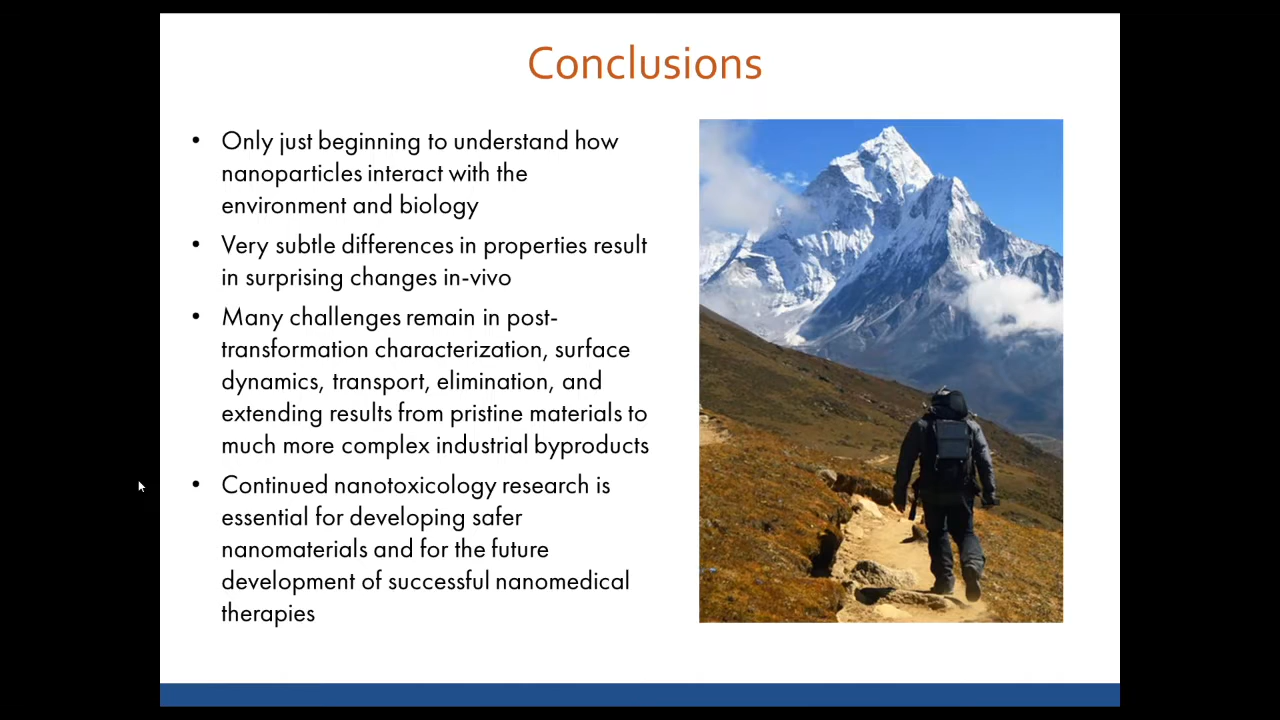 Conclusions
• Only just beginning to understand how
nanoparticles interact with the
environment and biology
• Very subtle differences in properties result
in surprising changes in-vivo
• Many challenges remain in post-
transformation characterization, surface
dynamics, transport, elimination, and
extending results from pristine materials to
much more complex industrial byproducts
• Continued nanotoxicology research is
essential for developing safer
nanomaterials and for the future
development of successful nanomedical
therapies